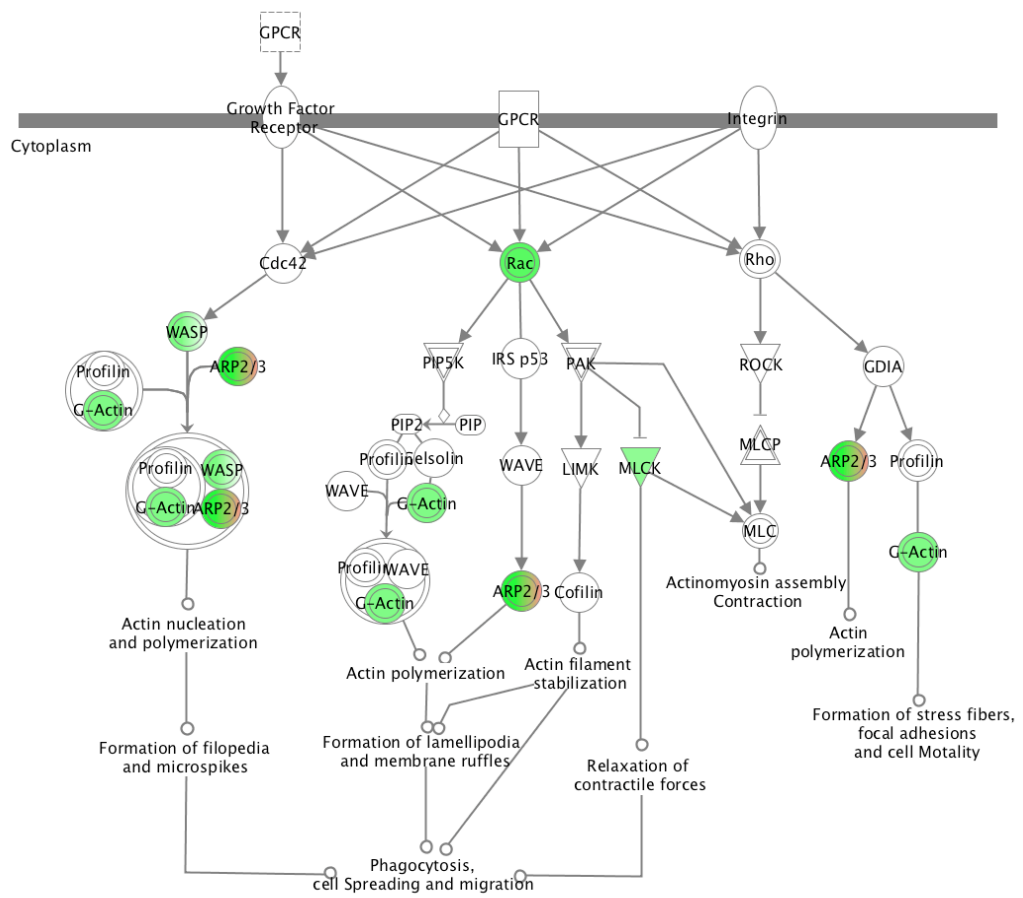 GPCR
Growth Factor
Receptor
GPCR
Integrin
Cytoplasm
Cdc42
Rac
Rho
WASP
ARP2/3
Profilin
G-Actin
PIP5K
IRS p53
PAK
ROCK
GDIA
PIP2
PIP
Profilin
Gelsolin
WAVE
LIMK
MLCK
MLCP
ARP2/3
Profilin
Profilin
WASP
G-Actin
ARP2/3
WAVE
G-Actin
MLC
G-Actin
Profilin
WAVE
G-Actin
ARP2/3
Cofilin
Actinomyosin assembly
Contraction
Actin nucleation
and polymerization
Actin polymerization
Actin filament
stabilization
Actin
polymerization
Formation of stress fibers,
focal adhesions
and cell Motality
Formation of filopedia
and microspikes
Formation of lamellipodia
and membrane ruffles
Relaxation of
contractile forces
Phagocytosis,
cell Spreading and migration